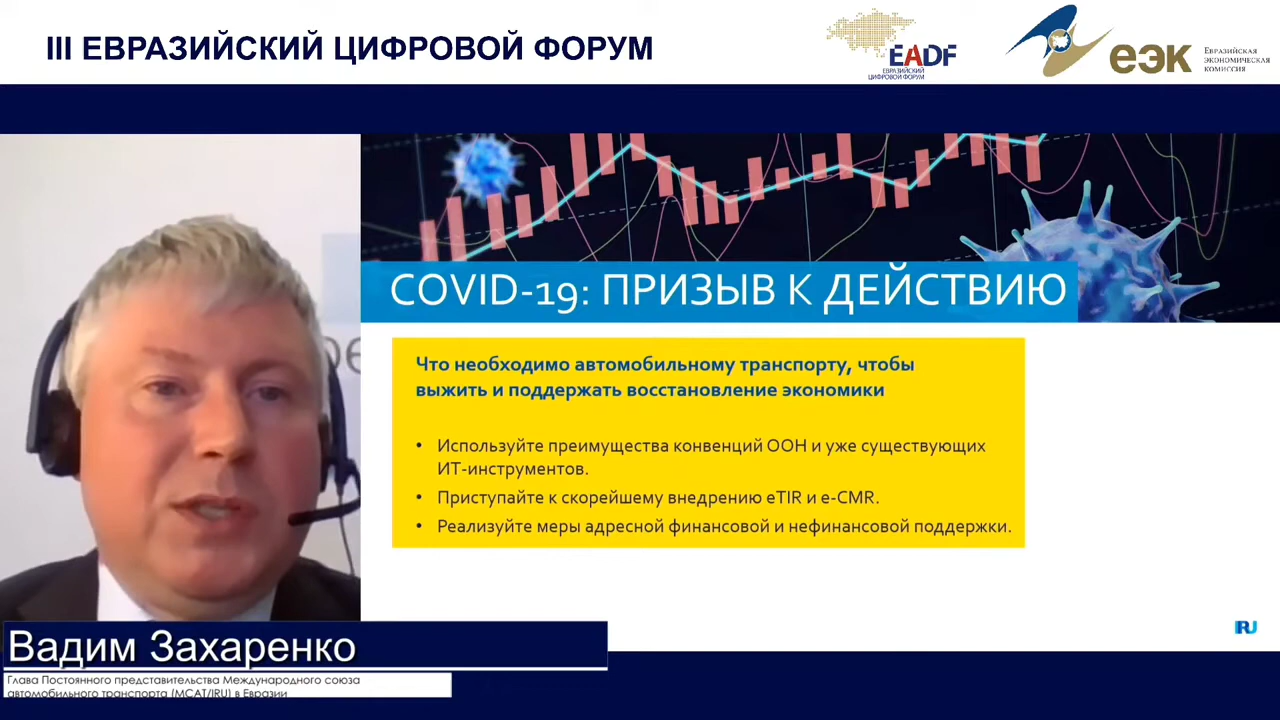 III ЕВРАЗИЙСКИЙ ЦИФРОВОЙ ФОРУМ
EADF
ЕВРАЗИЙСКИЙ
ЦИФРОВОЙ ФОРУМ
еэк
ЕВРАЗИЙСКАЯ
ЭКОНОМИЧЕСКАЯ
КОМИССИЯ
COVID-19: ПРИЗЫВ К ДЕЙСТВИЮ
Что необходимо автомобильному транспорту, чтобы
выжить и поддержать восстановление экономики
• Используйте преимущества конвенций ООН и уже существующих
ИТ-инструментов.
• Приступайте к скорейшему внедрению eTIR и e-CMR.
• Реализуйте меры адресной финансовой и нефинансовой поддержки.
IRU
Вадим Захаренко
Глава Постоянного представительства Международного союза
автомобильного транспорта (МСАТ/IRU) в Евразии